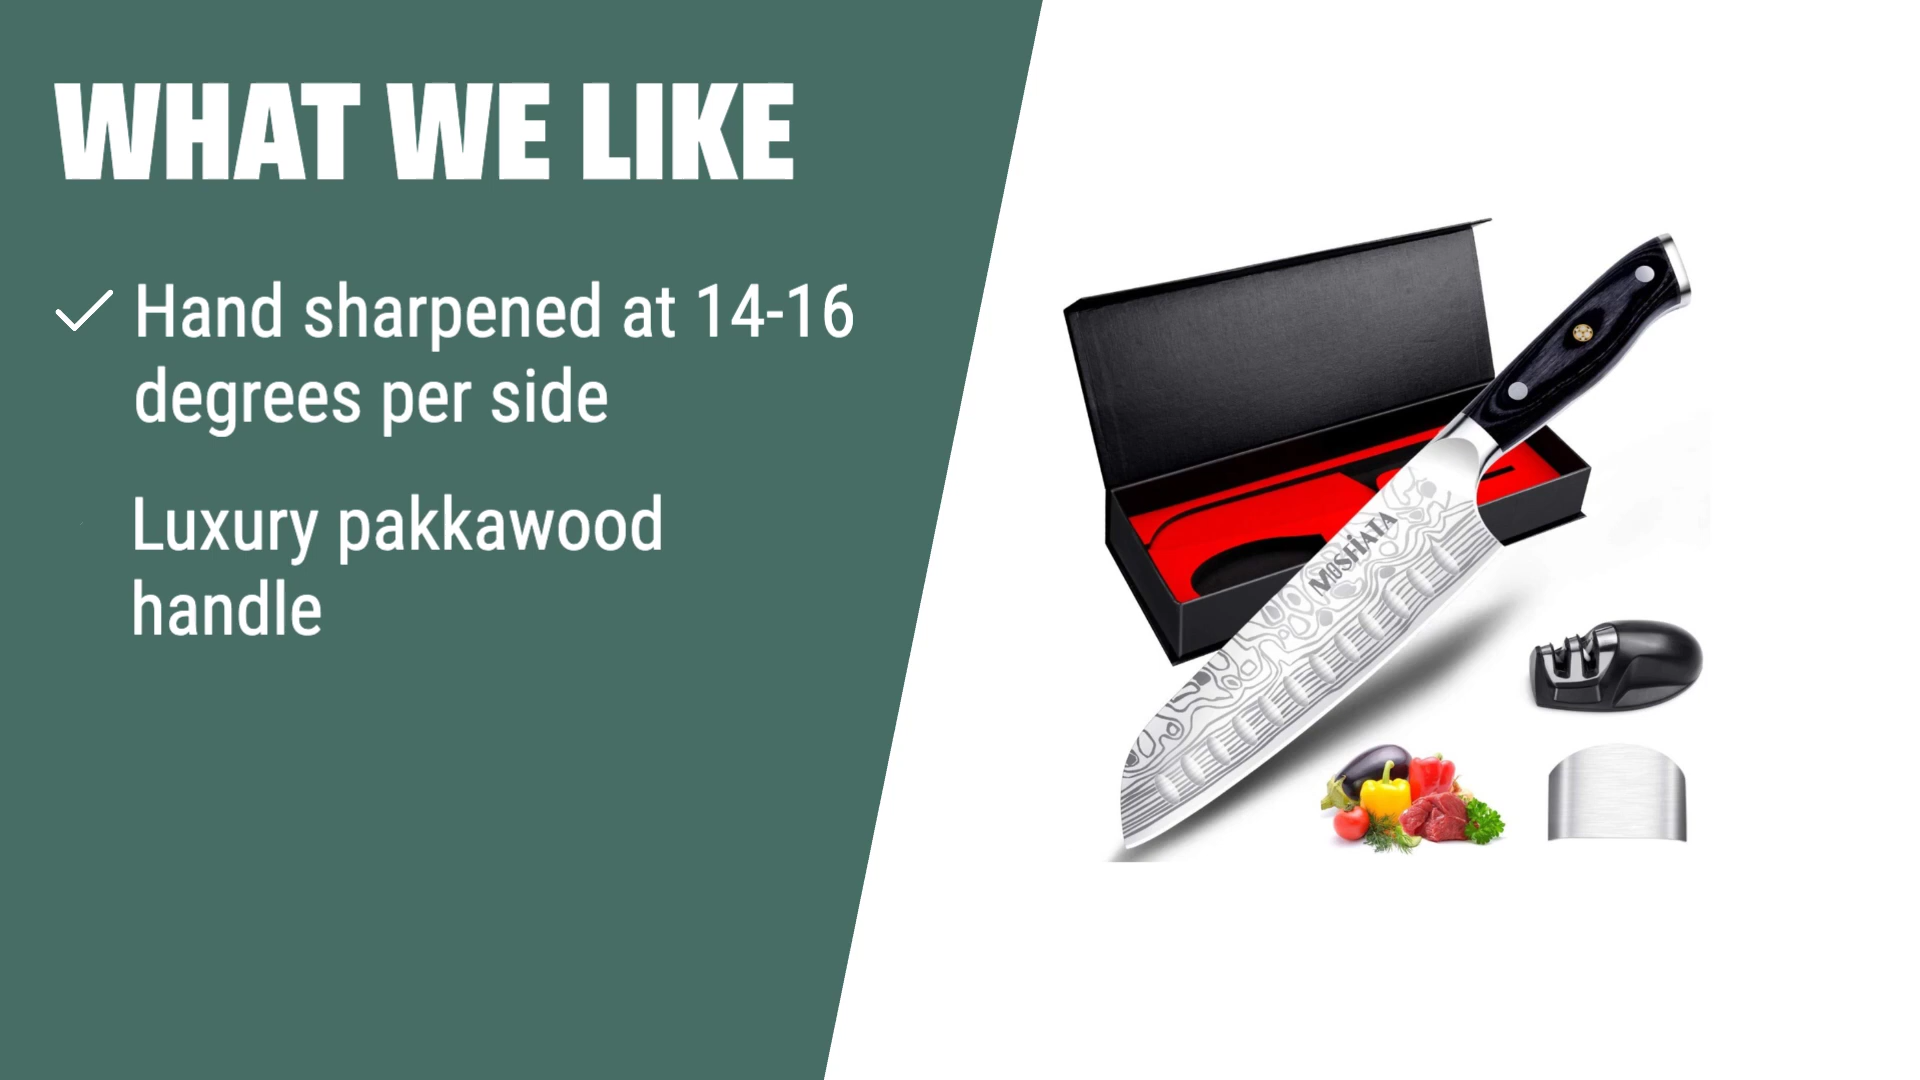 WHAT WE LIKE
Hand sharpened at 14-16
degrees per side
Luxury pakkawood
handle
MOSFiATA